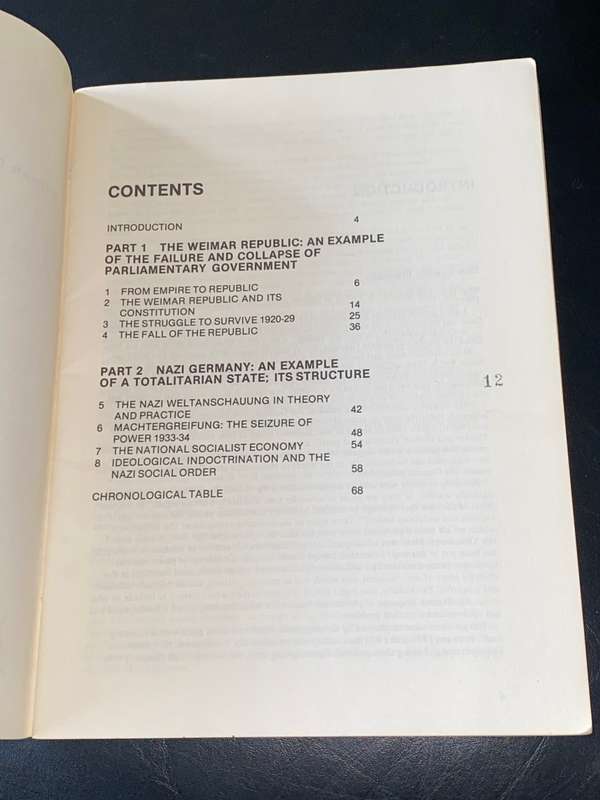 CONTENTS
INTRODUCTION 4
PART 1 THE WEIMAR REPUBLIC: AN EXAMPLE
OF THE FAILURE AND COLLAPSE OF
PARLIAMENTARY GOVERNMENT
1 FROM EMPIRE TO REPUBLIC 6
2 THE WEIMAR REPUBLIC AND ITS
CONSTITUTION 14
3 THE STRUGGLE TO SURVIVE 1920-29 25
4 THE FALL OF THE REPUBLIC 36
PART 2 NAZI GERMANY: AN EXAMPLE
OF A TOTALITARIAN STATE; ITS STRUCTURE
12
5 THE NAZI WELTANSCHAUUNG IN THEORY
AND PRACTICE 42
6 MACHTERGREIFUNG: THE SEIZURE OF
POWER 1933-34 48
7 THE NATIONAL SOCIALIST ECONOMY 54
8 IDEOLOGICAL INDOCTRINATION AND THE
NAZI SOCIAL ORDER 58
CHRONOLOGICAL TABLE 68